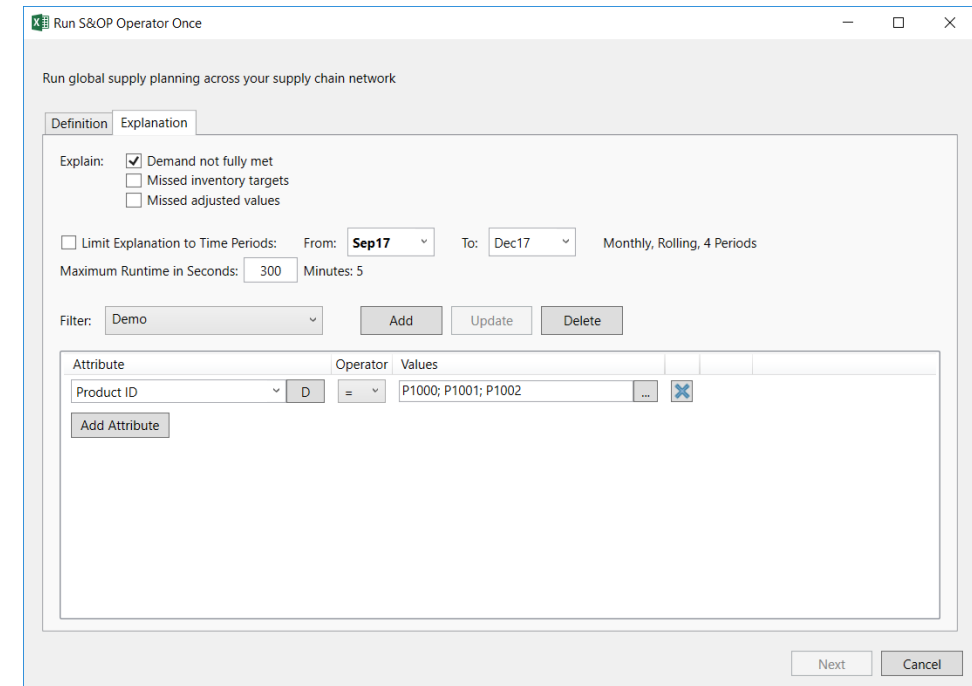 Run S&OP Operator Once
Run global supply planning across your supply chain network
Definition Explanation
Explain: Demand not fully met
Missed inventory targets
Missed adjusted values
Limit Explanation to Time Periods: From: Sep17 To: Dec17 Monthly, Rolling, 4 Periods
Maximum Runtime in Seconds: 300 Minutes: 5
Filter: Demo Add Update Delete
Attribute Operator Values
Product ID D = P1000; P1001; P1002 ...
Add Attribute
Next Cancel